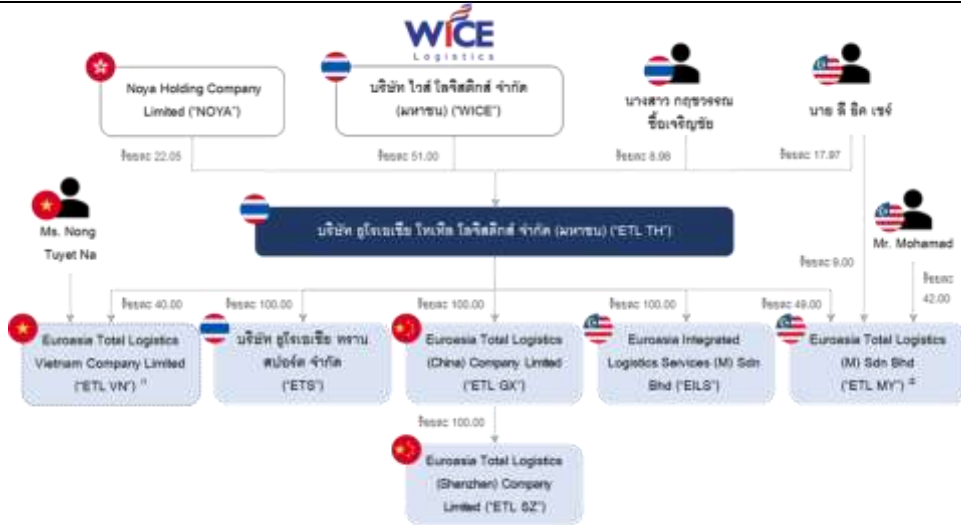 WICE
Logistics
Noya Holding Company
Limited ("NOYA")
บริษัท ไวส์ โลจิสติกส์ จำกัด
(มหาชน) ("WICE")
นางสาว กฤชวรรณ
ซื้อเจริญชัย
นาย ลี ยิค เชร์
ร้อยละ 22.05
ร้อยละ 51.00
ร้อยละ 8.98
ร้อยละ 17.97
Ms. Nong
Tuyet Na
บริษัท ยูโรเอเชีย โทเทิล โลจิสติกส์ จำกัด (มหาชน) ("ETL TH")
Mr. Mohamad
ร้อยละ 9.00
ร้อยละ
42.00
ร้อยละ 40.00
ร้อยละ 100.00
ร้อยละ 100.00
ร้อยละ 100.00
ร้อยละ 49.00
Euroasia Total Logistics
Vietnam Company Limited
("ETL VN")
บริษัท ยูโรเอเชีย ทราน
สปอร์ต จำกัด
("ETS")
Euroasia Total Logistics
(China) Company Limited
("ETL GX")
Euroasia Integrated
Logistics Services (M) Sdn
Bhd ("EILS")
Euroasia Total Logistics
(M) Sdn Bhd
("ETL MY")
ร้อยละ 100.00
Euroasia Total Logistics
(Shenzhen) Company
Limited ("ETL SZ")